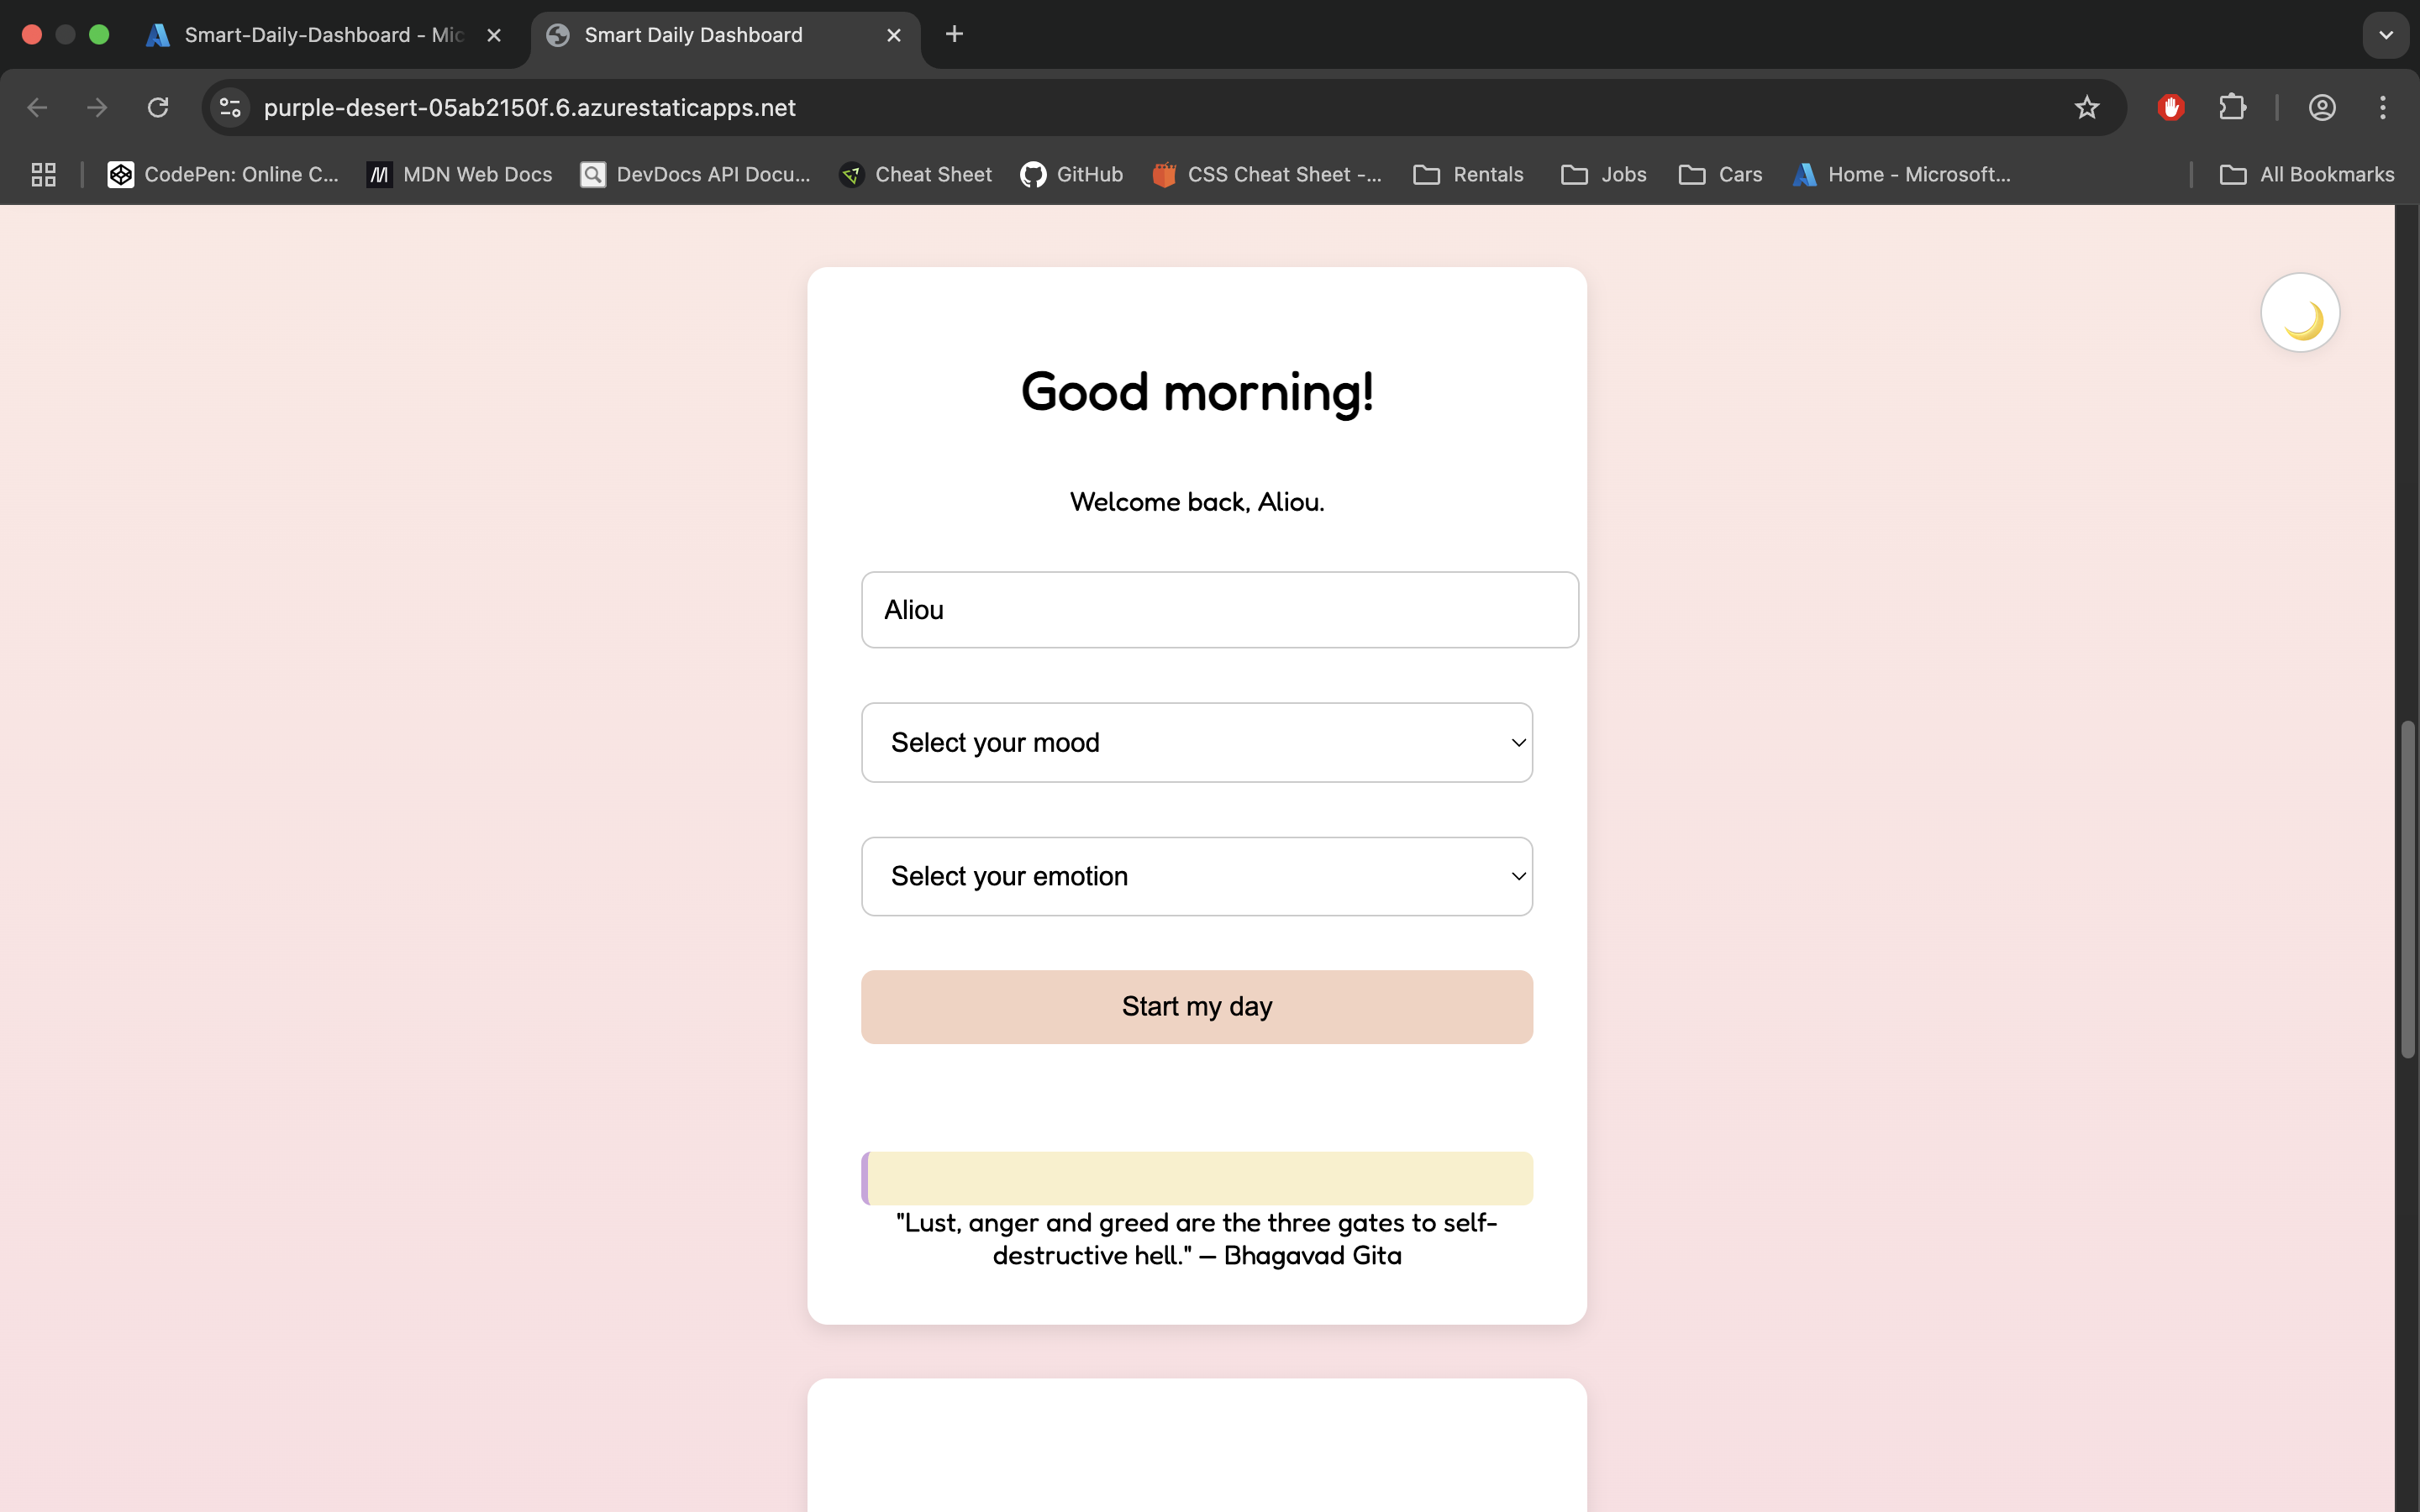 Smart-Daily-Dashboard - Mic
Smart Daily Dashboard
purple-desert-05ab2150f.6.azurestaticapps.net
CodePen: Online C...
MDN Web Docs
DevDocs API Docu...
Cheat Sheet
GitHub
CSS Cheat Sheet -...
Rentals
Jobs
Cars
Home - Microsoft...
All Bookmarks
Good morning!
Welcome back, Aliou.
Aliou
Select your mood
Select your emotion
Start my day
"Lust, anger and greed are the three gates to self-
destructive hell." — Bhagavad Gita